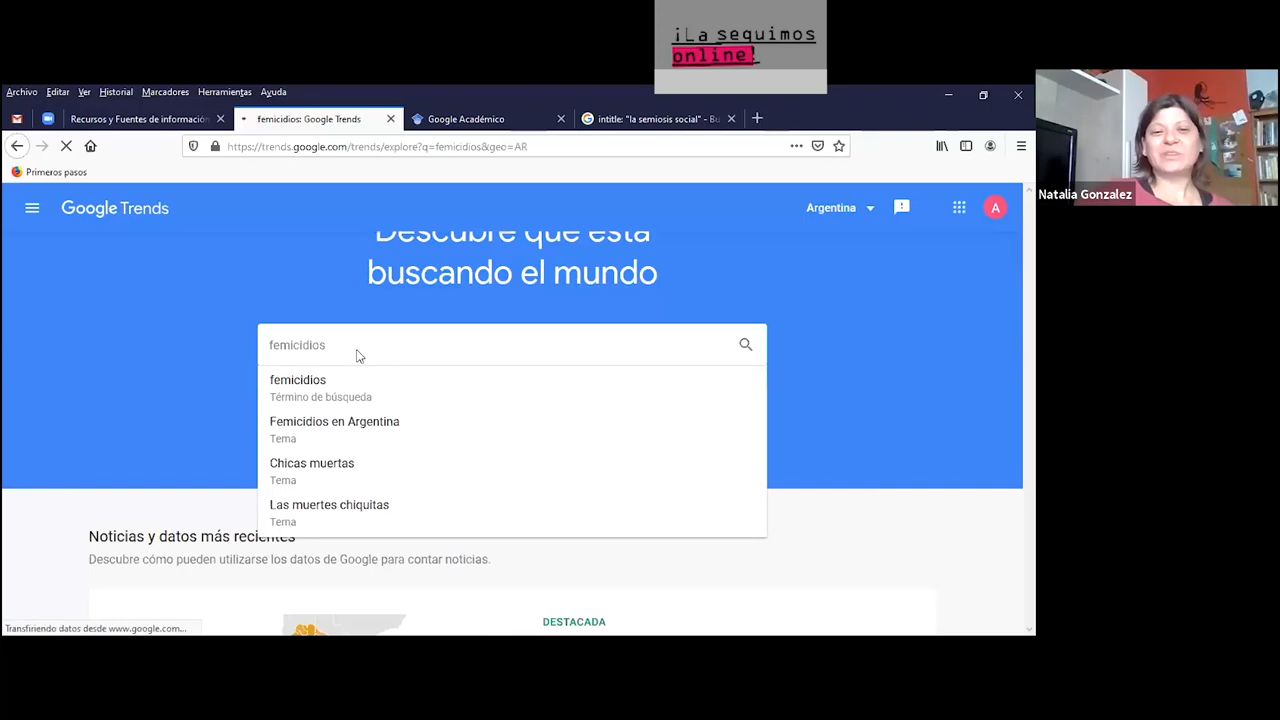 ¡La seguimos
online!
Archivo Editar Ver Historial Marcadores Herramientas Ayuda
Recursos y Fuentes de información femicidios: Google Trends Google Académico intitle: "la semiosis social" - Bu
https://trends.google.com/trends/explore?q=femicidios&geo=AR
Primeros pasos
Natalia Gonzalez
Google Trends Argentina A
Descubre qué está
buscando el mundo
femicidios
femicidios
Término de búsqueda
Femicidios en Argentina
Tema
Chicas muertas
Tema
Las muertes chiquitas
Tema
Noticias y datos más recientes
Descubre cómo pueden utilizarse los datos de Google para contar noticias.
DESTACADA
Transfiriendo datos desde www.google.com...